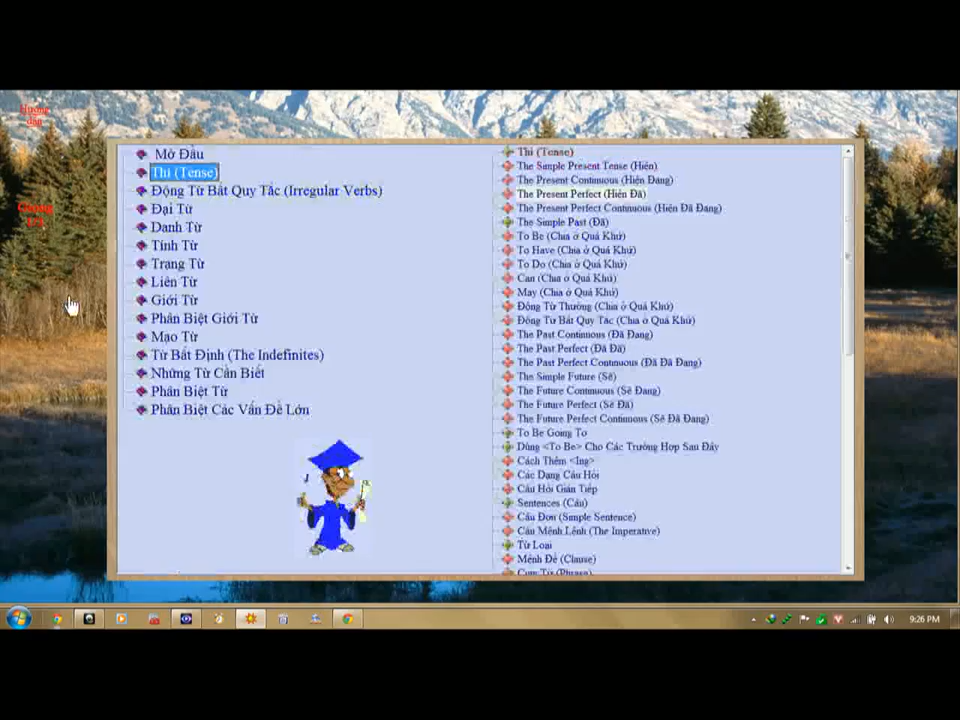 Hướng
dẫn
Chong
1/3
Mở Đầu
Thì (Tense)
Động Từ Bất Quy Tắc (Irregular Verbs)
Đại Từ
Danh Từ
Tính Từ
Trạng Từ
Liên Từ
Giới Từ
Phân Biệt Giới Từ
Mạo Từ
Từ Bất Định (The Indefinites)
Những Từ Cần Biết
Phân Biệt Từ
Phân Biệt Các Vấn Đề Lớn
Thì (Tense)
The Simple Present Tense (Hiện)
The Present Continuous (Hiện Đang)
The Present Perfect (Hiện Đã)
The Present Perfect Continuous (Hiện Đã Đang)
The Simple Past (Đã)
To Be (Chia ở Quá Khứ)
To Have (Chia ở Quá Khứ)
To Do (Chia ở Quá Khứ)
Can (Chia ở Quá Khứ)
May (Chia ở Quá Khứ)
Động Từ Thường (Chia ở Quá Khứ)
Động Từ Bất Quy Tắc (Chia ở Quá Khứ)
The Past Continuous (Đã Đang)
The Past Perfect (Đã Đã)
The Past Perfect Continuous (Đã Đã Đang)
The Simple Future (Sẽ)
The Future Continuous (Sẽ Đang)
The Future Perfect (Sẽ Đã)
The Future Perfect Continuous (Sẽ Đã Đang)
To Be Going To
Dùng <To Be> Cho Các Trường Hợp Sau Đây
Cách Thêm <Ing>
Các Dạng Câu Hỏi
Câu Hỏi Gián Tiếp
Sentences (Câu)
Câu Đơn (Simple Sentence)
Câu Mệnh Lệnh (The Imperative)
Từ Loại
Mệnh Đề (Clause)
Cụm Từ (Phrase)
9:26 PM